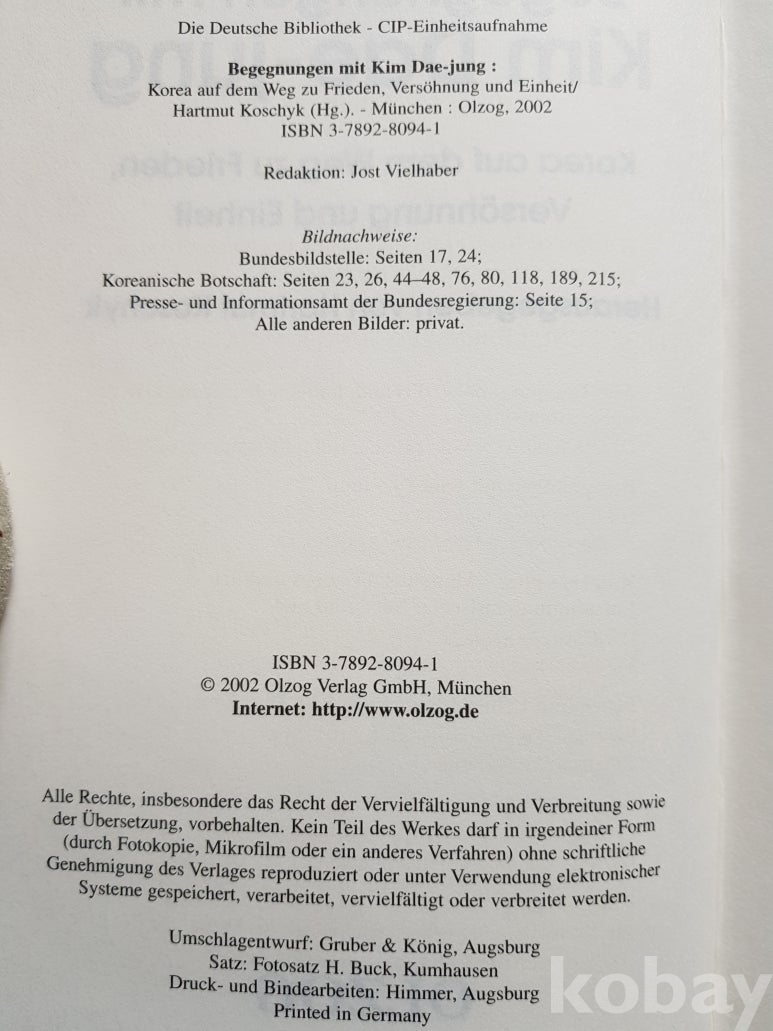 Die Deutsche Bibliothek - CIP-Einheitsaufnahme
Begegnungen mit Kim Dae-jung :
Korea auf dem Weg zu Frieden, Versöhnung und Einheit/
Hartmut Koschyk (Hg.). - München : Olzog, 2002
ISBN 3-7892-8094-1
Redaktion: Jost Vielhaber
Bildnachweise:
Bundesbildstelle: Seiten 17, 24;
Koreanische Botschaft: Seiten 23, 26, 44–48, 76, 80, 118, 189, 215;
Presse- und Informationsamt der Bundesregierung: Seite 15;
Alle anderen Bilder: privat.
ISBN 3-7892-8094-1
© 2002 Olzog Verlag GmbH, München
Internet: http://www.olzog.de
Alle Rechte, insbesondere das Recht der Vervielfältigung und Verbreitung sowie
der Übersetzung, vorbehalten. Kein Teil des Werkes darf in irgendeiner Form
(durch Fotokopie, Mikrofilm oder ein anderes Verfahren) ohne schriftliche
Genehmigung des Verlages reproduziert oder unter Verwendung elektronischer
Systeme gespeichert, verarbeitet, vervielfältigt oder verbreitet werden.
Umschlagentwurf: Gruber & König, Augsburg
Satz: Fotosatz H. Buck, Kumhausen
Druck- und Bindearbeiten: Himmer, Augsburg
Printed in Germany
kobay